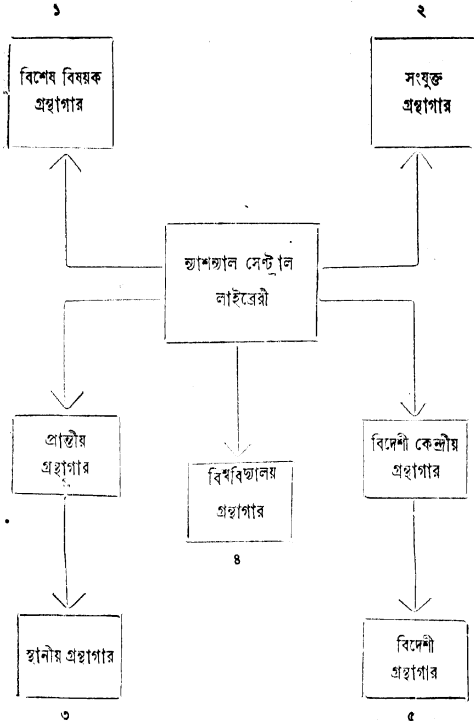 ১
২
বিশেষ বিষয়ক
গ্রন্থাগার
সংযুক্ত
গ্রন্থাগার
ন্যাশন্যাল সেন্ট্রাল
লাইব্রেরী
প্রান্তীয়
গ্রন্থাগার
বিশ্ববিদ্যালয়
গ্রন্থাগার
৪
বিদেশী কেন্দ্রীয়
গ্রন্থাগার
স্থানীয় গ্রন্থাগার
৩
বিদেশী
গ্রন্থাগার
৫